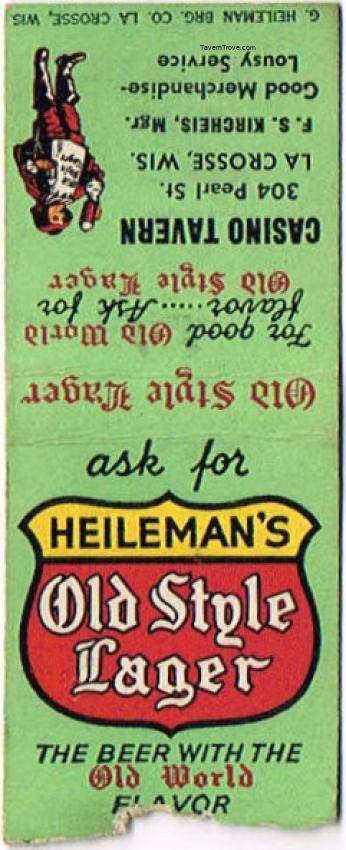 ask for
HEILEMAN'S
Old Style
Lager
THE BEER WITH THE
Old World
FLAVOR
Old Style Lager
For good Old World
flavor......Ask for
Old Style Lager
CASINO TAVERN
304 Pearl St.
LA CROSSE, WIS.
F. S. KIRCHEIS, Mgr.
Good Merchandise-
Lousy Service
G. HEILEMAN BRG. CO. LA CROSSE, WIS.
TavernTrove.com